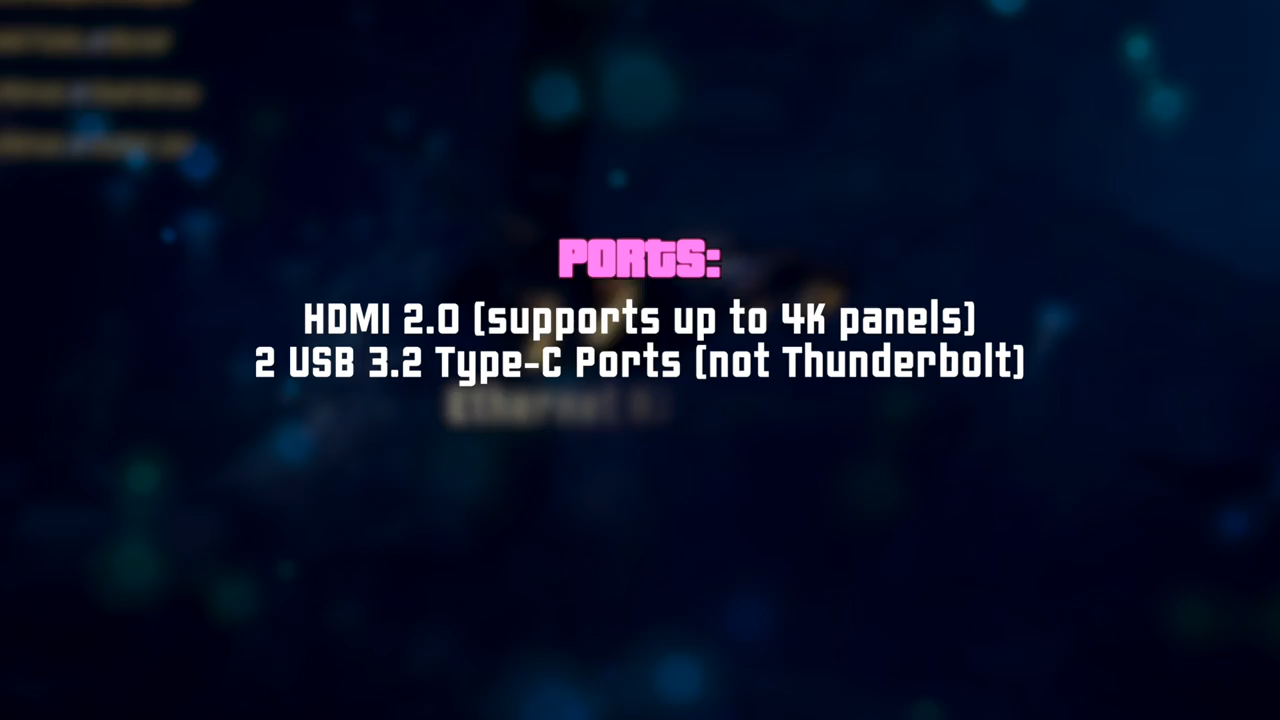 PORTS:
HDMI 2.0 (supports up to 4K panels)
2 USB 3.2 Type-C Ports (not Thunderbolt)